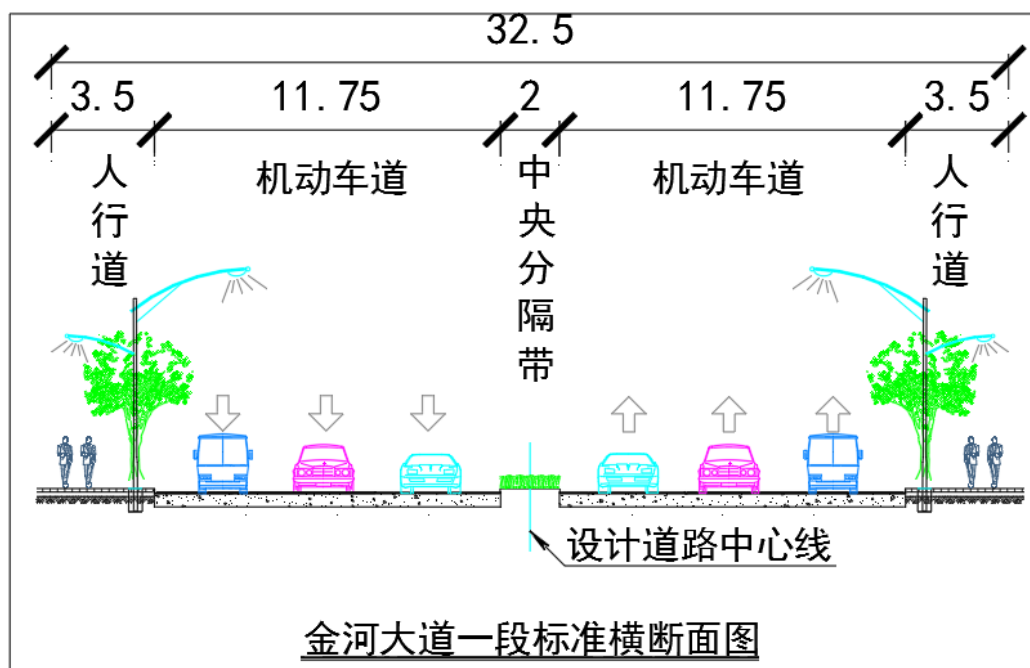 32.5
3.5 11.75 2 11.75 3.5
人行道
机动车道
中央分隔带
机动车道
人行道
设计道路中心线
金河大道一段标准横断面图